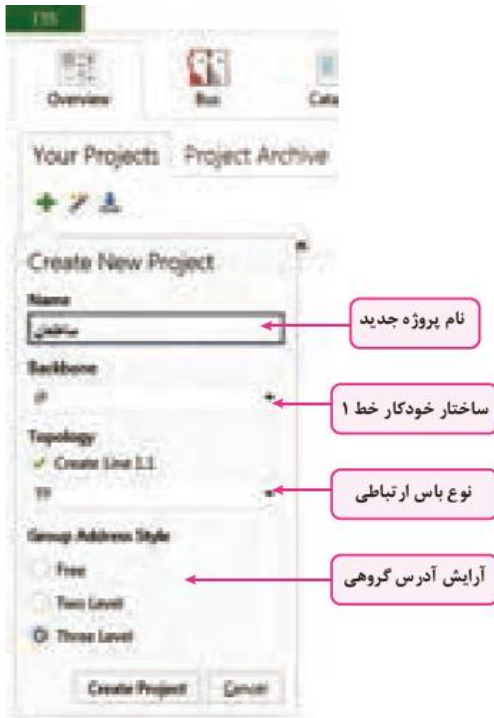 ETS
Overview
Bus
Cata
Your Projects
Project Archive
Create New Project
Name
ساختمان
نام پروژه جدید
Backbone
IP
ساختار خودکار خط ۱
Topology
Create Line 1.1
TP
نوع باس ارتباطی
Group Address Style
آرایش آدرس گروهی
Free
Two Level
Three Level
Create Project
Cancel